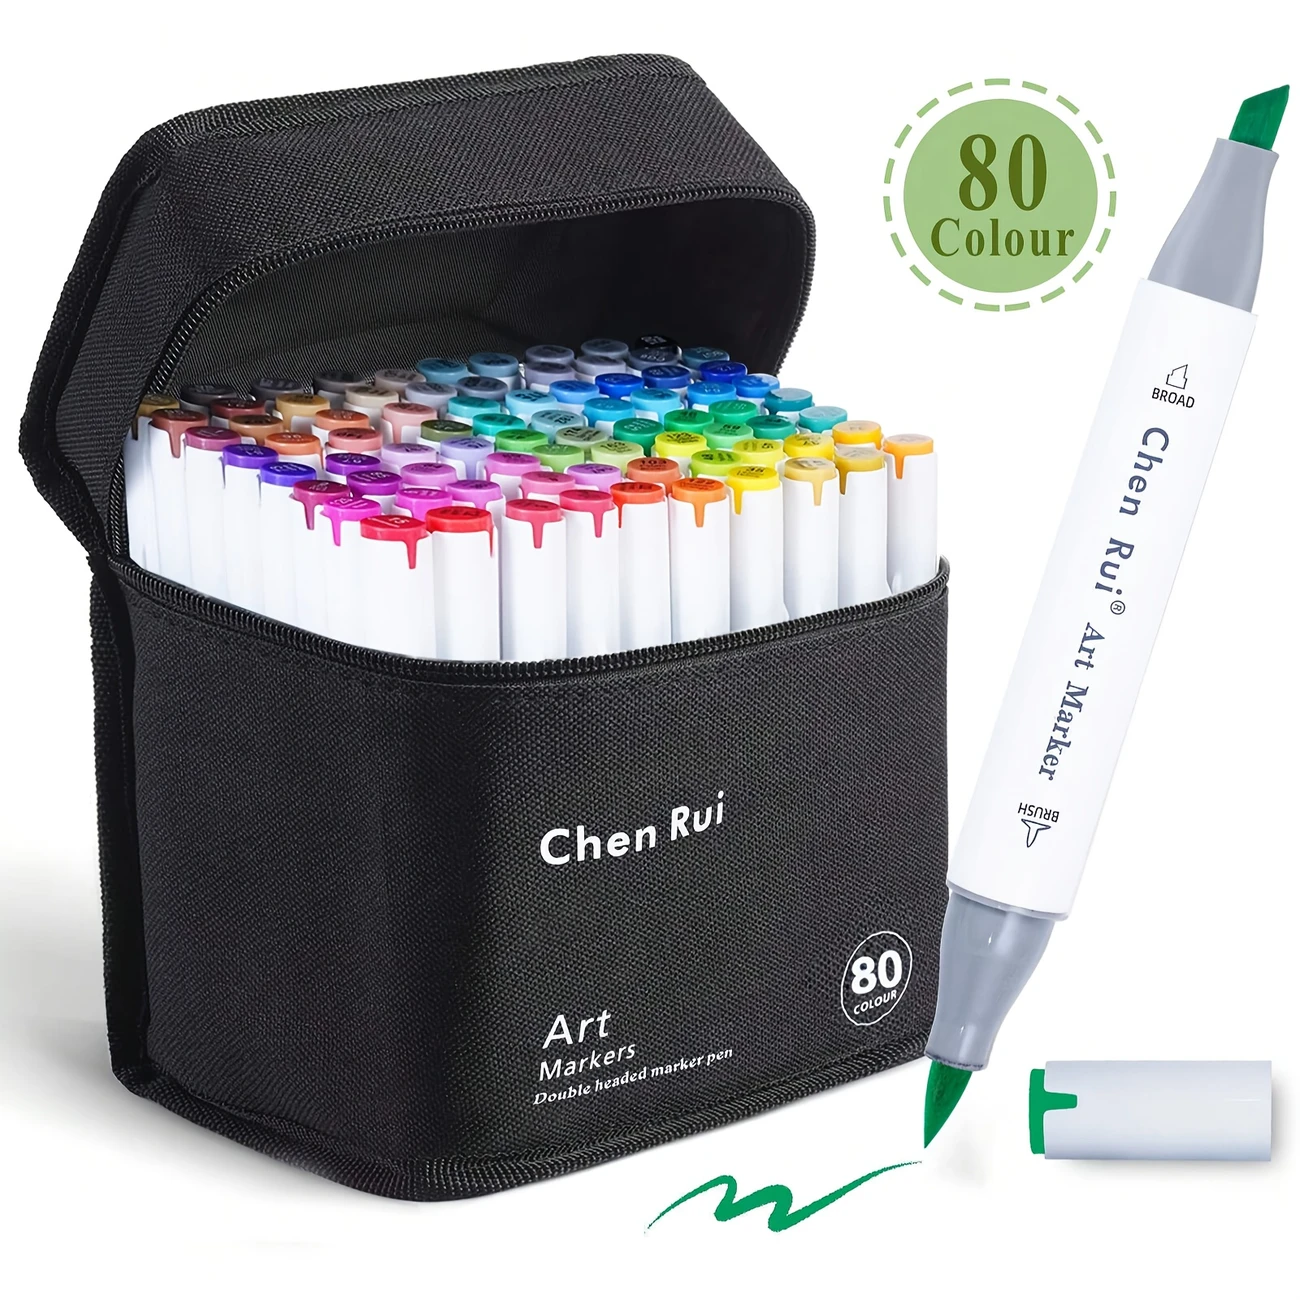 80
Colour
BROAD
Chen Rui® Art Marker
BRUSH
Chen Rui
80
COLOUR
Art
Markers
Double headed marker pen